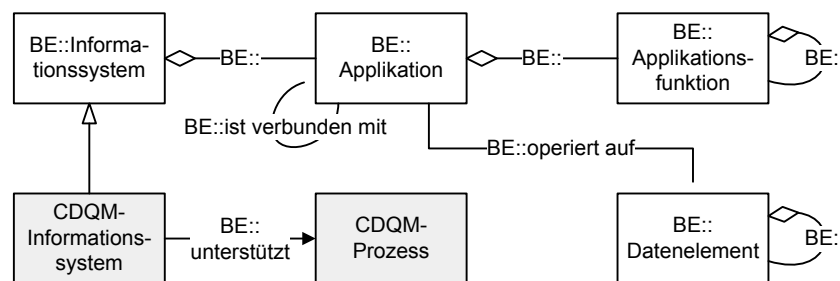 BE::Informa-
tionssystem
BE::
BE::
Applikation
BE::
BE::
Applikations-
funktion
BE::
BE::ist verbunden mit
BE::operiert auf
CDQM-
Informations-
system
BE::
unterstützt
CDQM-
Prozess
BE::
Datenelement
BE::